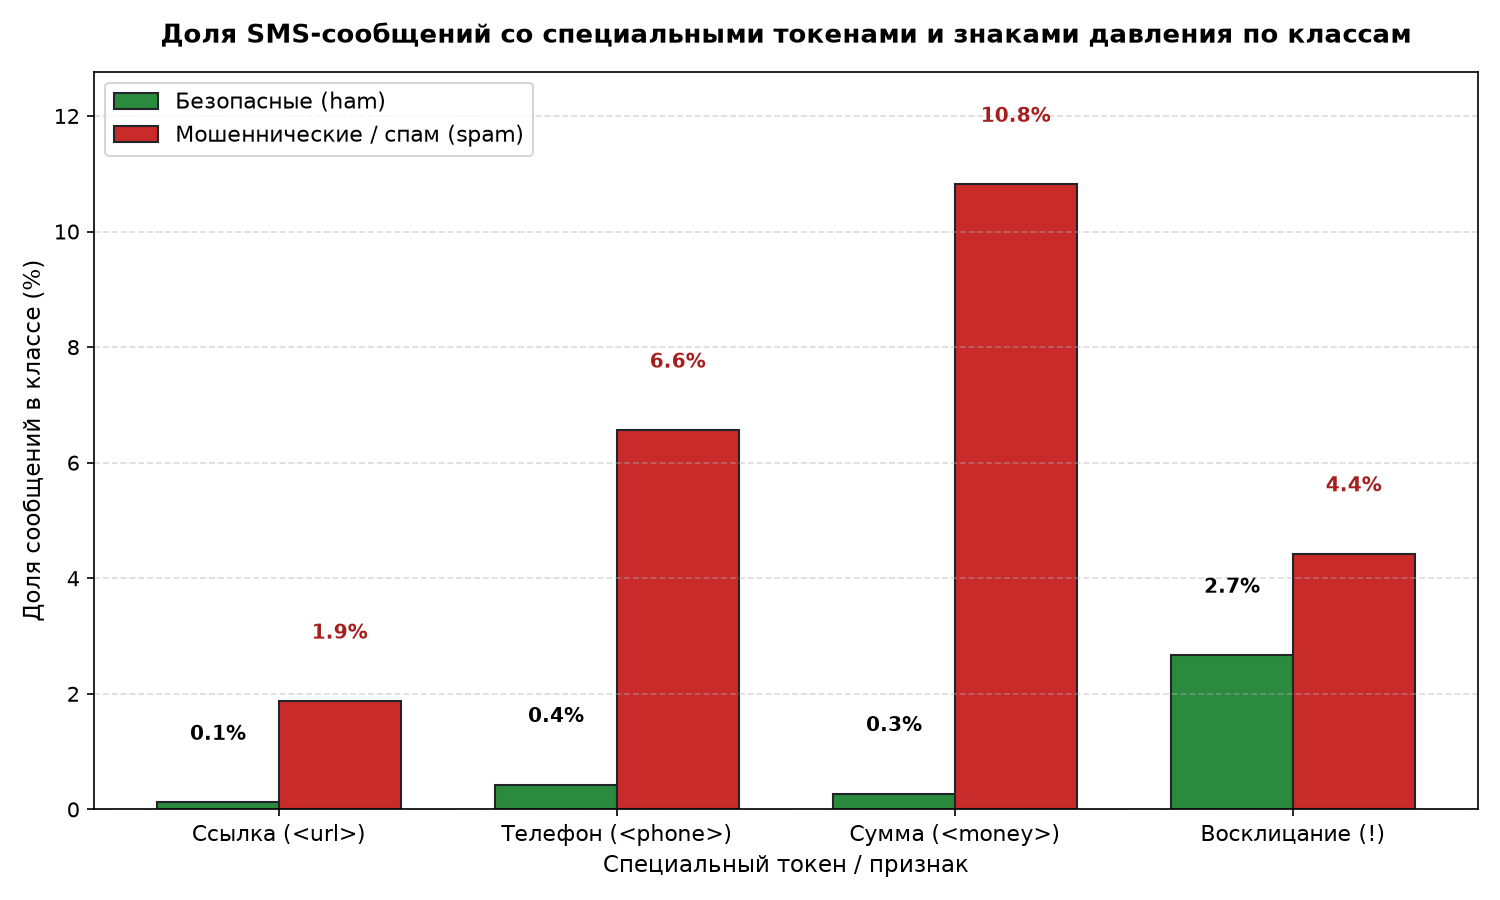 Доля SMS-сообщений со специальными токенами и знаками давления по классам
Безопасные (ham)
Мошеннические / спам (spam)
Доля сообщений в классе (%)
12
10
8
6
4
2
0
0.1%
1.9%
0.4%
6.6%
0.3%
10.8%
2.7%
4.4%
Ссылка (<url>)
Телефон (<phone>)
Сумма (<money>)
Восклицание (!)
Специальный токен / признак